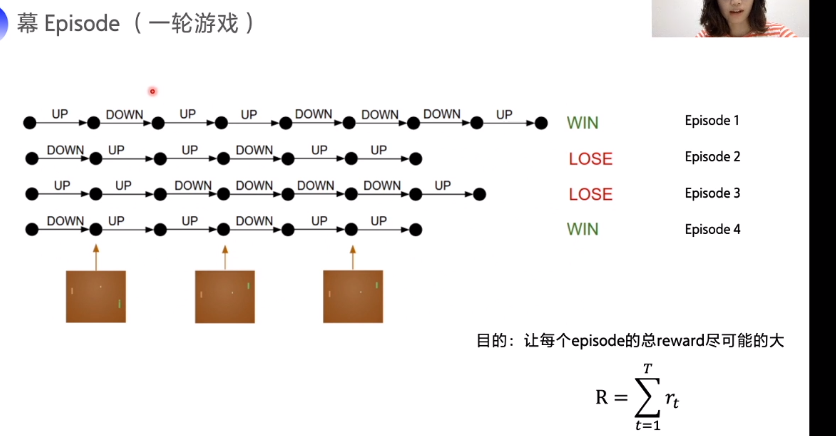 幕 Episode （ 一轮游戏 ）
UP DOWN UP UP DOWN DOWN DOWN UP WIN Episode 1
DOWN UP UP DOWN UP UP LOSE Episode 2
UP UP DOWN DOWN DOWN DOWN UP LOSE Episode 3
DOWN UP UP DOWN UP UP WIN Episode 4
目的：让每个episode的总reward尽可能的大
R = ∑_{t=1}^{T} r_t